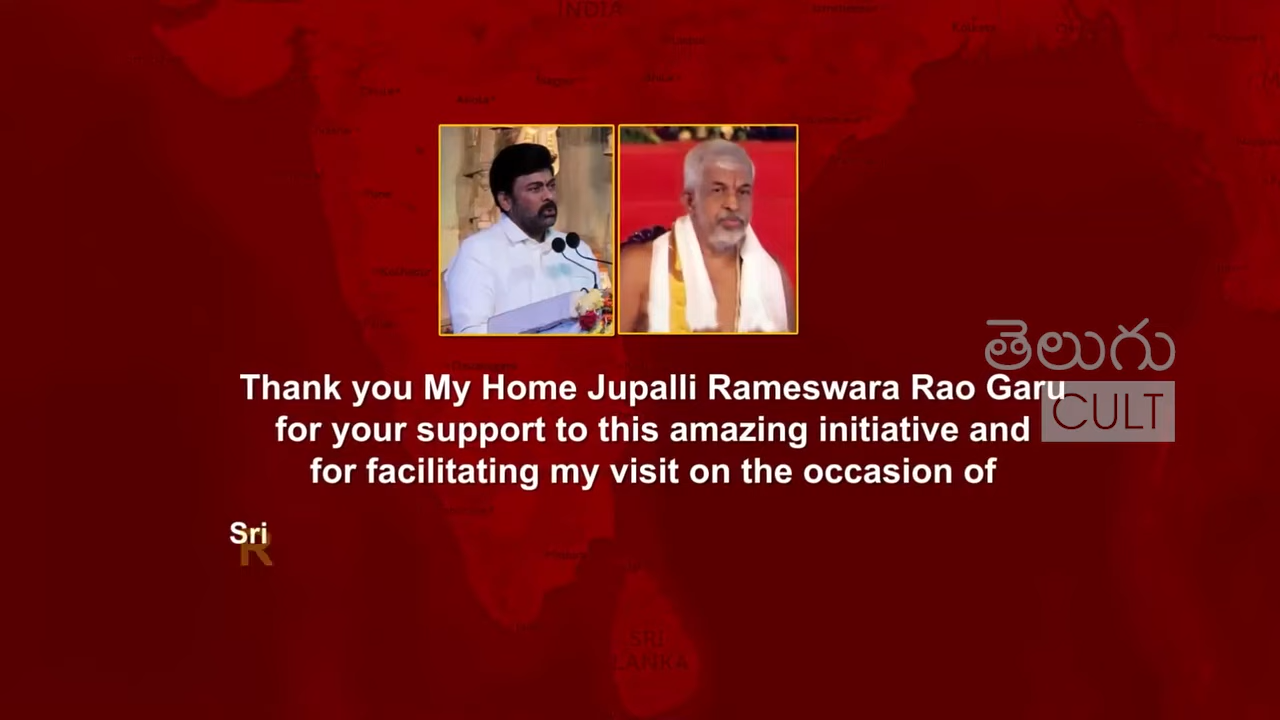 INDIA
తెలుగు
CULT
Thank you My Home Jupalli Rameswara Rao Garu
for your support to this amazing initiative and
for facilitating my visit on the occasion of
Sri
R
SRI
LANKA